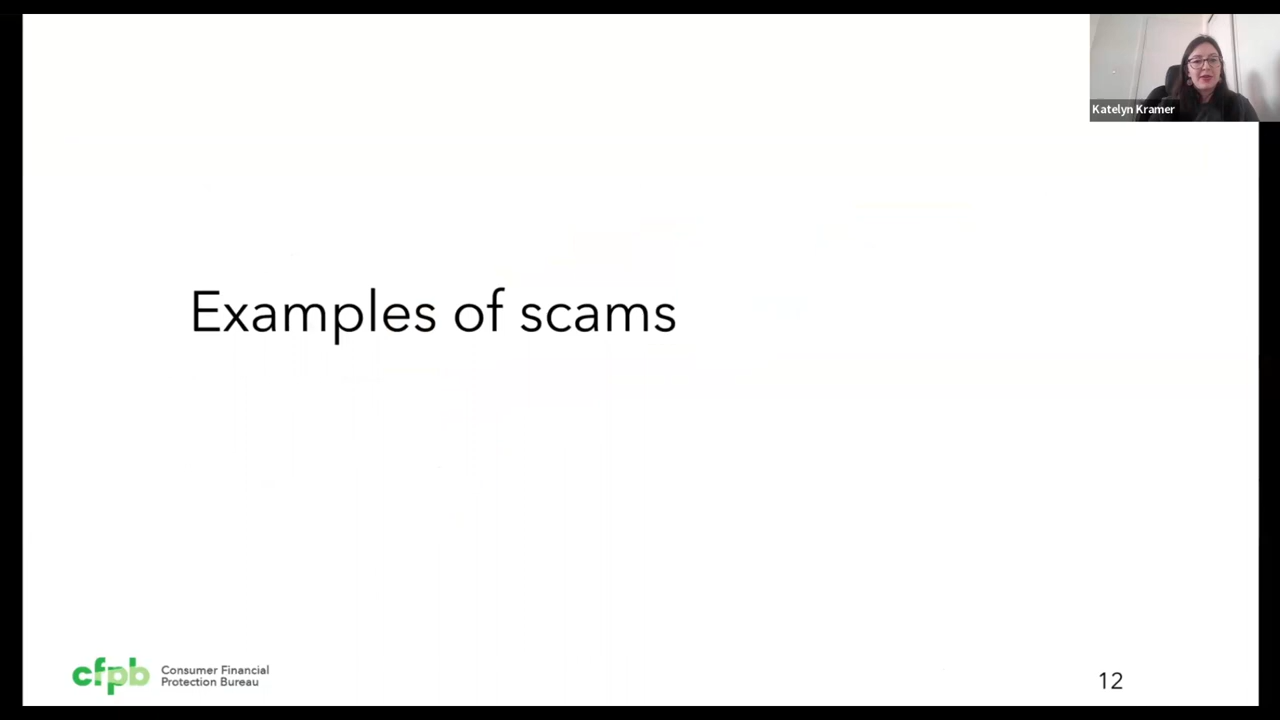 Katelyn Kramer
Examples of scams
cfpb
Consumer Financial
Protection Bureau
12